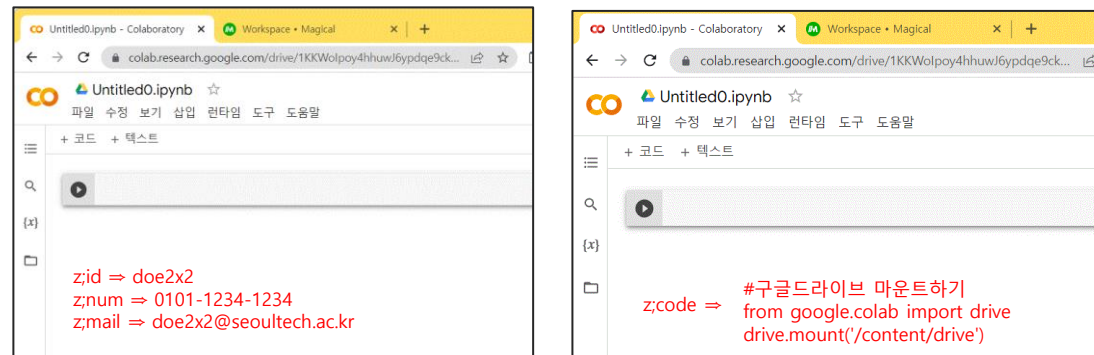 Untitled0.ipynb - Colaboratory
Workspace • Magical
colab.research.google.com/drive/1KKWolpoy4hhuwJ6ypdqe9ck...
CO
Untitled0.ipynb
파일 수정 보기 삽입 런타임 도구 도움말
+ 코드 + 텍스트
{x}
z;id ⇒ doe2x2
z;num ⇒ 0101-1234-1234
z;mail ⇒ doe2x2@seoultech.ac.kr
Untitled0.ipynb - Colaboratory
Workspace • Magical
colab.research.google.com/drive/1KKWolpoy4hhuwJ6ypdqe9ck...
CO
Untitled0.ipynb
파일 수정 보기 삽입 런타임 도구 도움말
+ 코드 + 텍스트
{x}
z;code ⇒
#구글드라이브 마운트하기
from google.colab import drive
drive.mount('/content/drive')